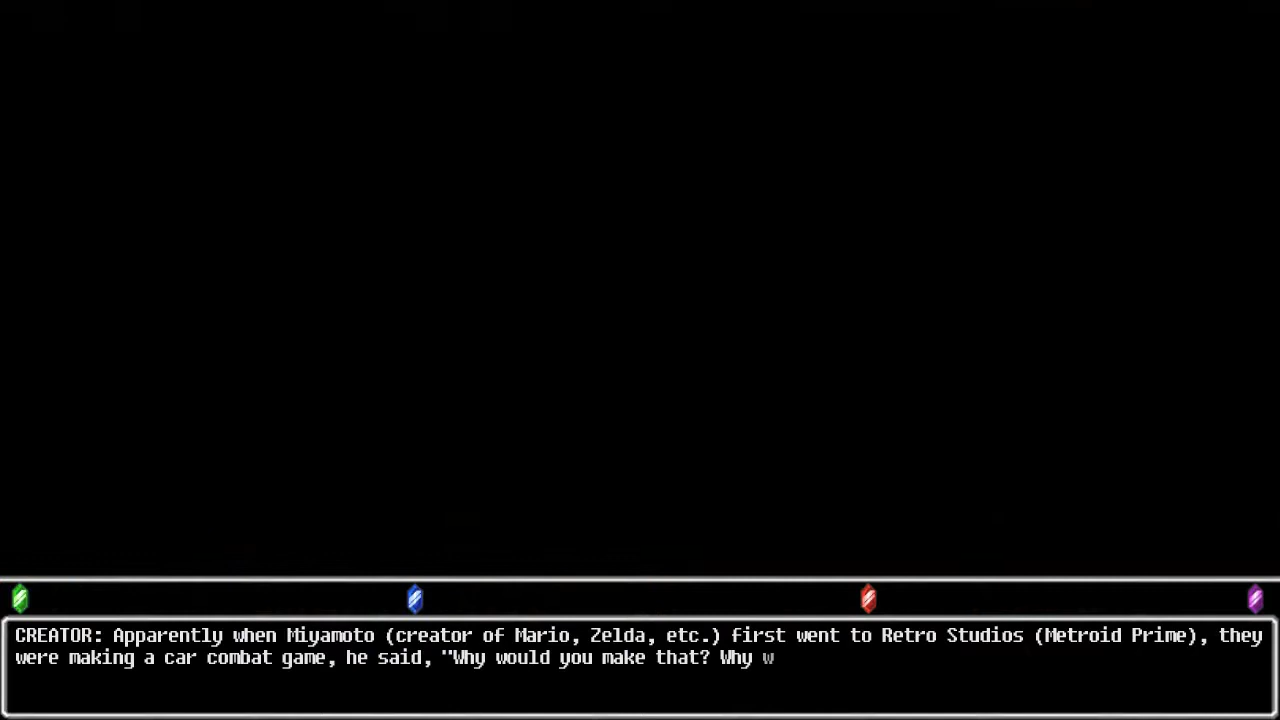 CREATOR: Apparently when Miyamoto (creator of Mario, Zelda, etc.) first went to Retro Studios (Metroid Prime), they
were making a car combat game, he said, "Why would you make that? Why w